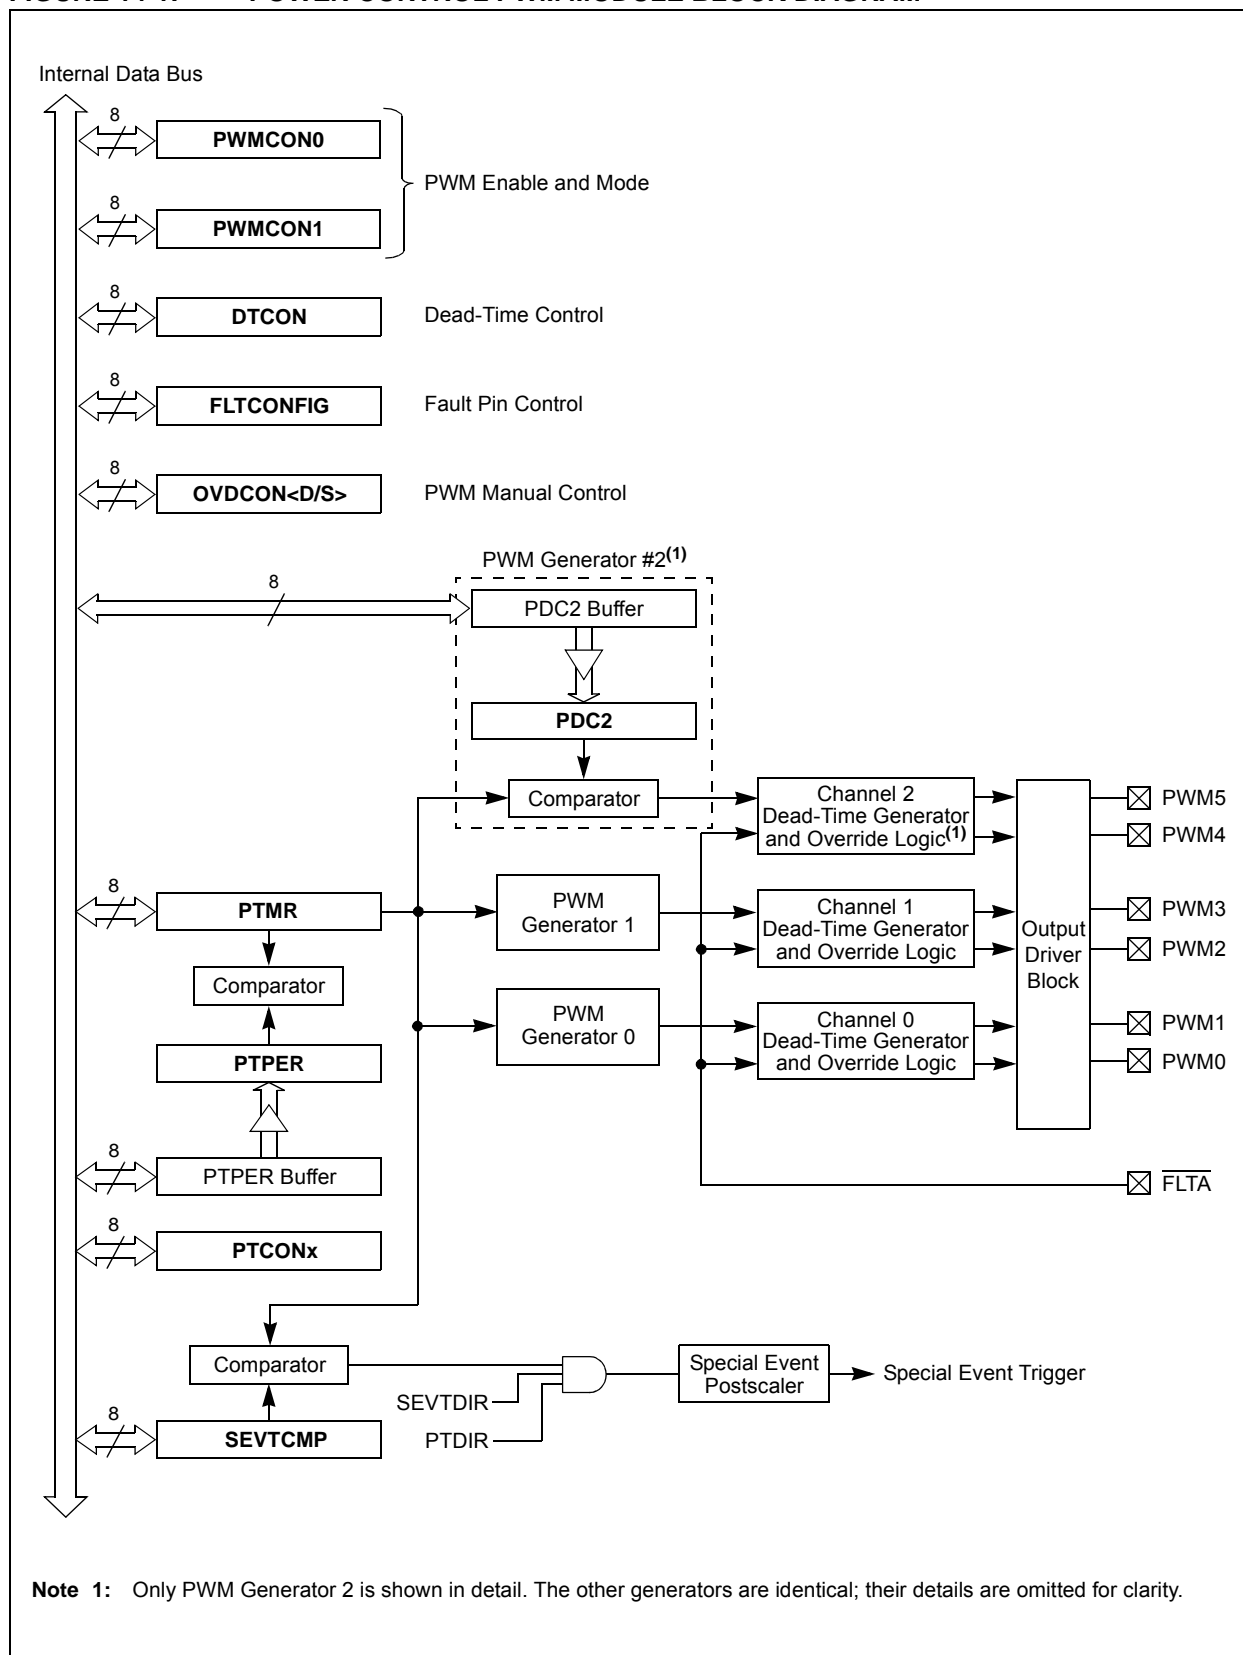 Internal Data Bus
8
PWMCON0
PWM Enable and Mode
8
PWMCON1
8
DTCON
Dead-Time Control
8
FLTCONFIG
Fault Pin Control
8
OVDCON<D/S>
PWM Manual Control
PWM Generator #2(1)
8
PDC2 Buffer
PDC2
Comparator
Channel 2
Dead-Time Generator
and Override Logic(1)
PWM5
PWM4
8
PTMR
PWM
Generator 1
Channel 1
Dead-Time Generator
and Override Logic
Output
Driver
Block
PWM3
PWM2
Comparator
PWM
Generator 0
Channel 0
Dead-Time Generator
and Override Logic
PWM1
PWM0
PTPER
8
PTPER Buffer
FLTA
8
PTCONx
Comparator
Special Event
Postscaler
Special Event Trigger
SEVTDIR
PTDIR
8
SEVTCMP
Note 1: Only PWM Generator 2 is shown in detail. The other generators are identical; their details are omitted for clarity.